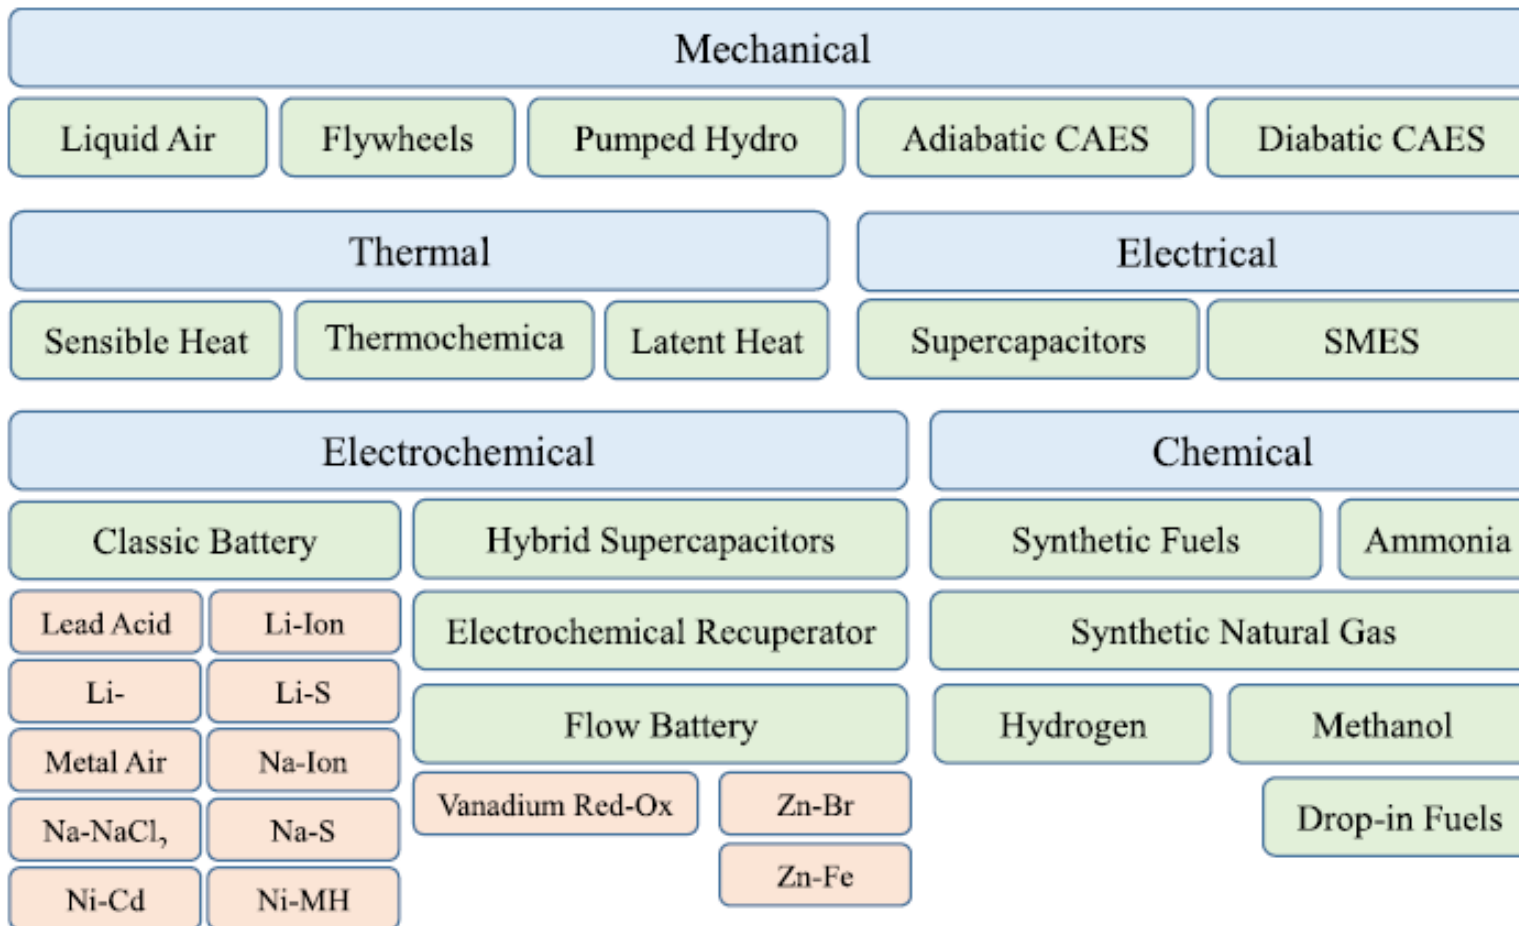 Mechanical
Liquid Air
Flywheels
Pumped Hydro
Adiabatic CAES
Diabatic CAES
Thermal
Electrical
Sensible Heat
Thermochemica
Latent Heat
Supercapacitors
SMES
Electrochemical
Chemical
Classic Battery
Hybrid Supercapacitors
Synthetic Fuels
Ammonia
Lead Acid
Li-Ion
Electrochemical Recuperator
Synthetic Natural Gas
Li-
Li-S
Flow Battery
Hydrogen
Methanol
Metal Air
Na-Ion
Vanadium Red-Ox
Zn-Br
Drop-in Fuels
Na-NaCl,
Na-S
Zn-Fe
Ni-Cd
Ni-MH